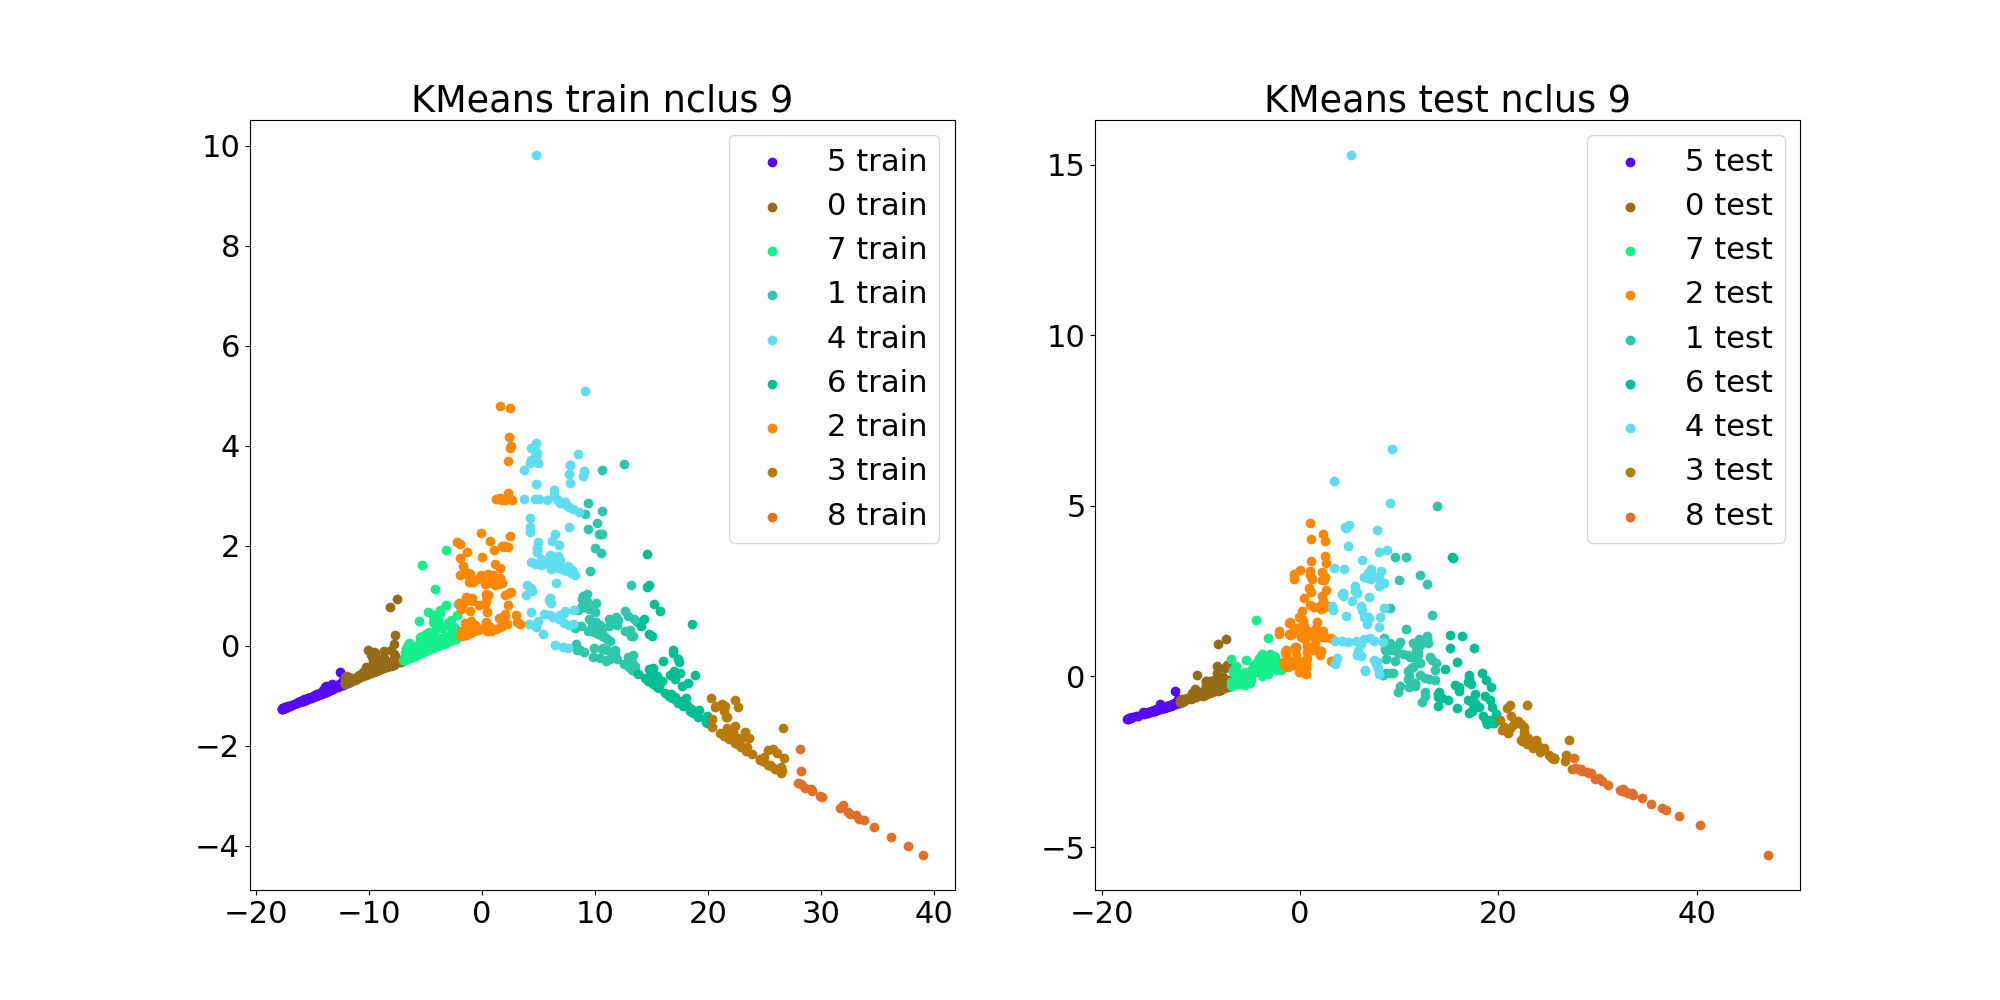 KMeans train nclus 9
10
8
6
4
2
0
−2
−4
−20 −10 0 10 20 30 40
5 train
0 train
7 train
1 train
4 train
6 train
2 train
3 train
8 train
KMeans test nclus 9
15
10
5
0
−5
−20 0 20 40
5 test
0 test
7 test
2 test
1 test
6 test
4 test
3 test
8 test